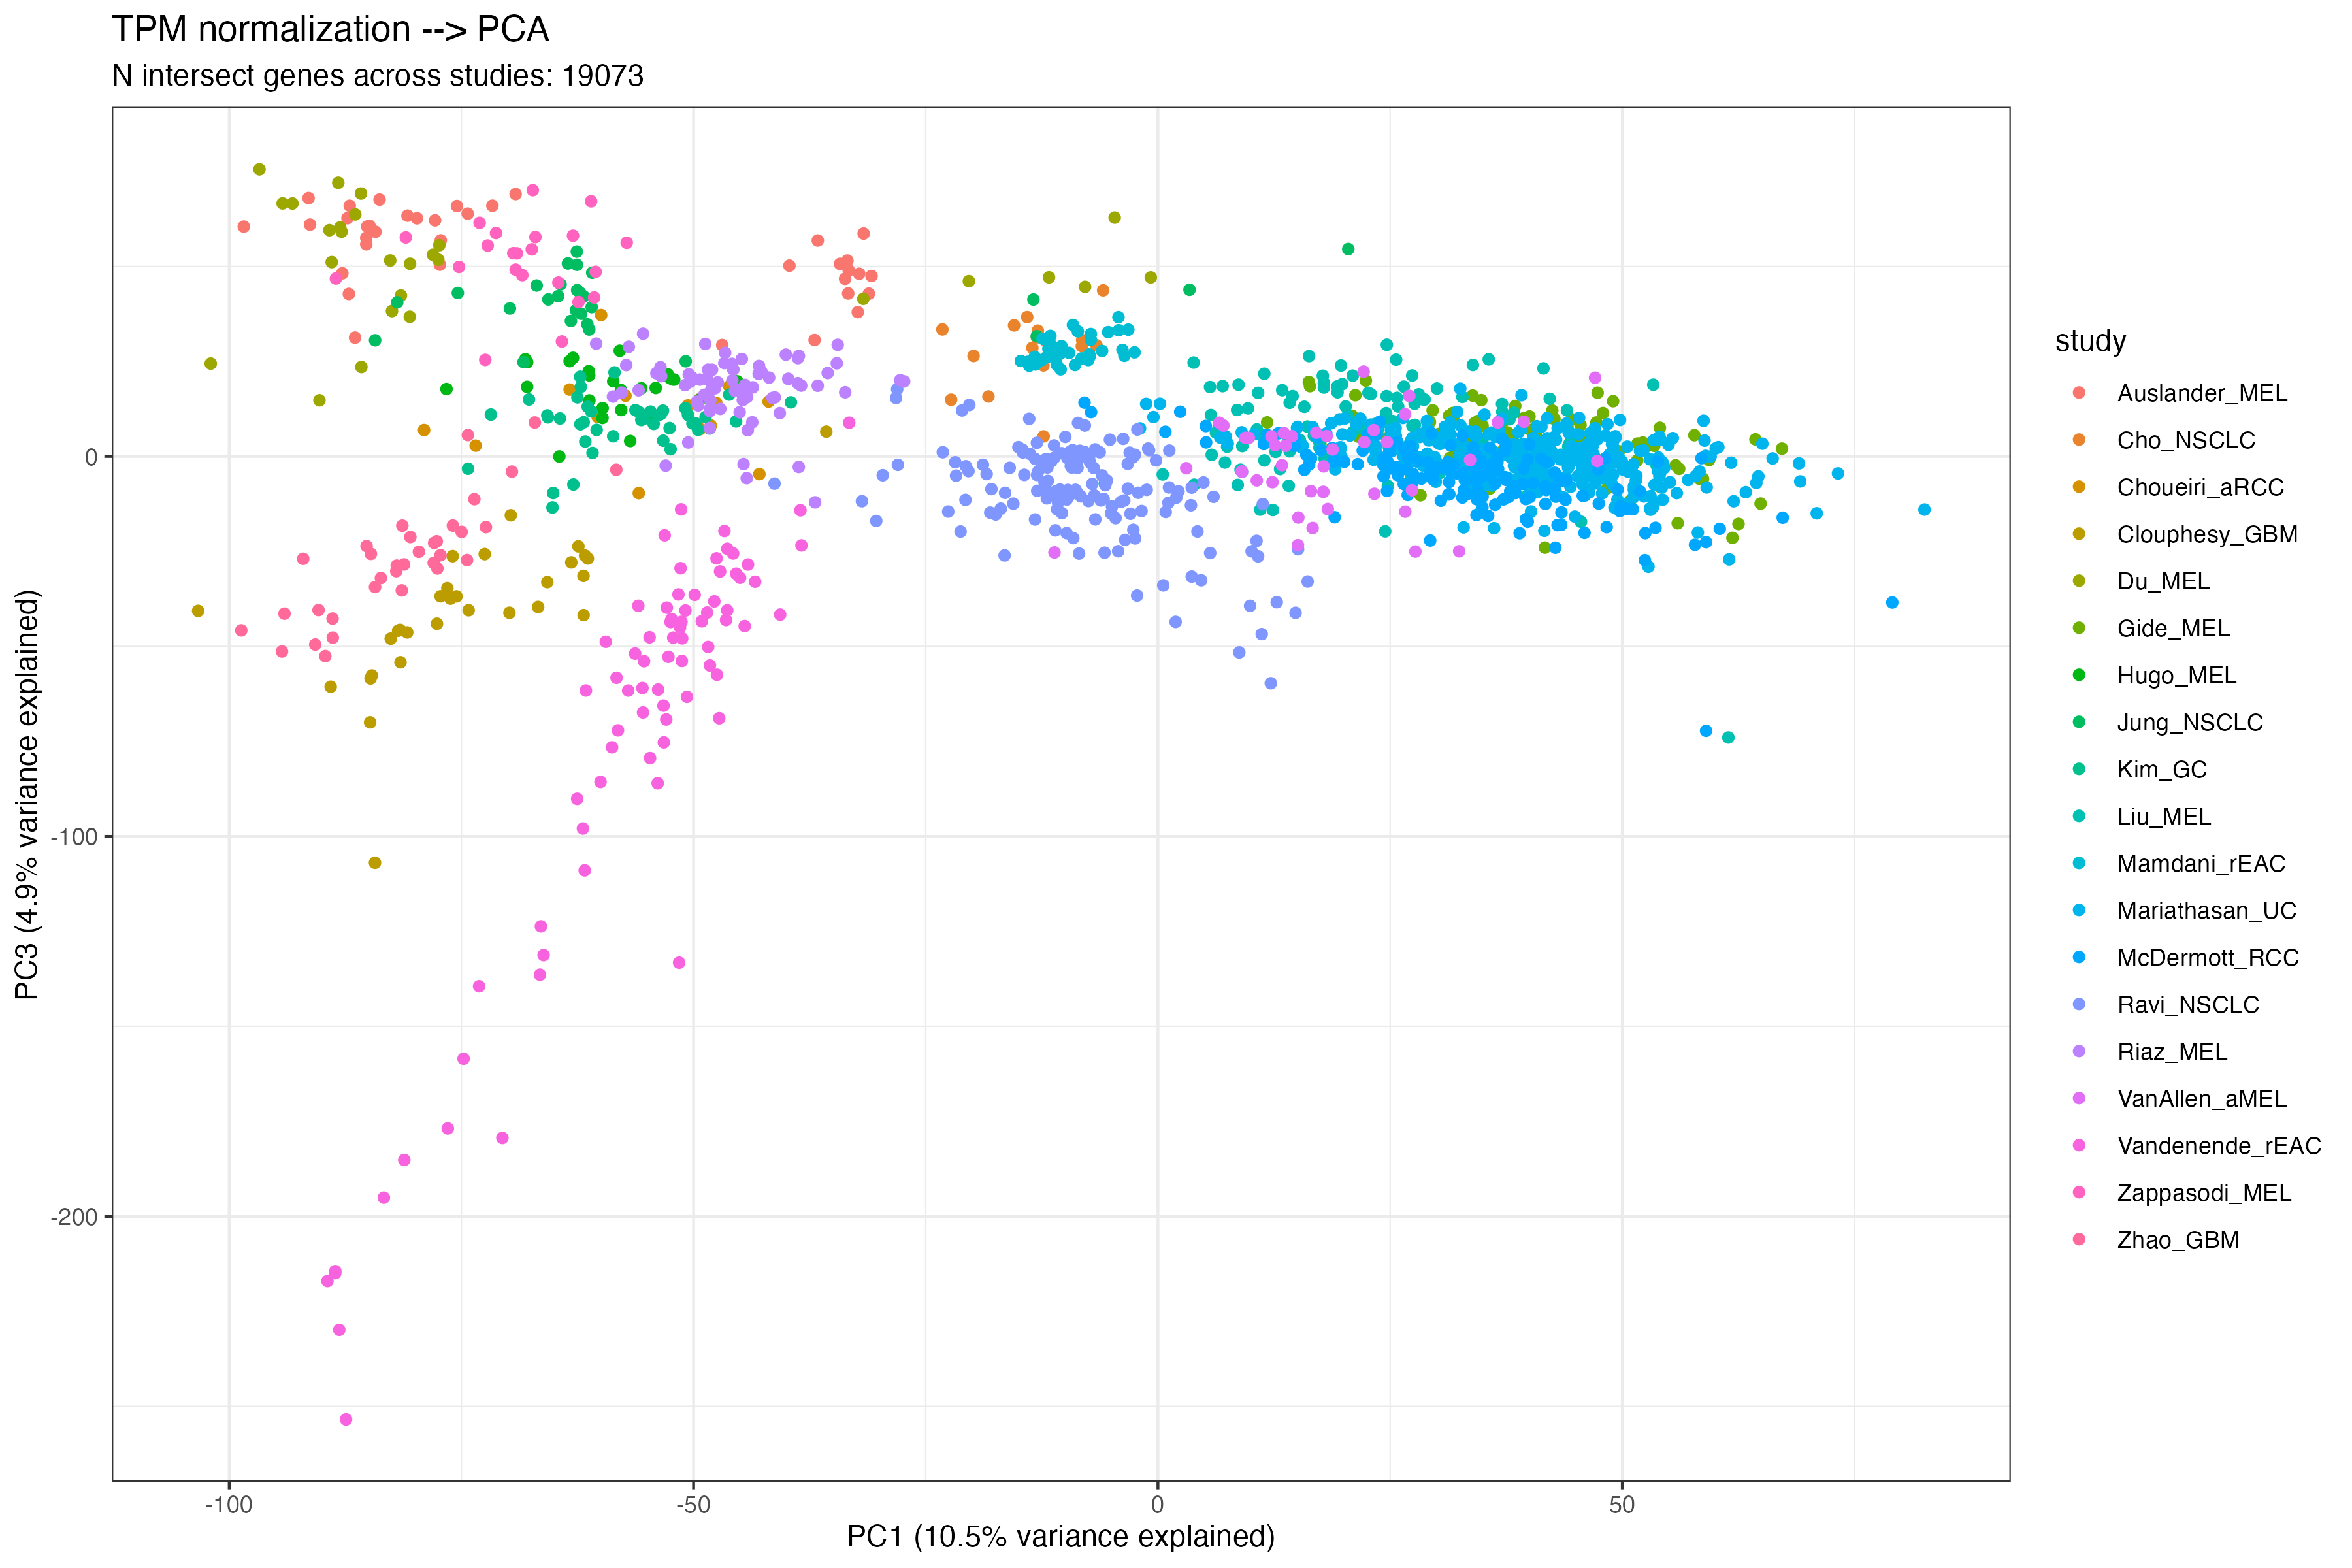 TPM normalization --> PCA
N intersect genes across studies: 19073
PC3 (4.9% variance explained)
0
-100
-200
-100
-50
0
50
PC1 (10.5% variance explained)
study
Auslander_MEL
Cho_NSCLC
Choueiri_aRCC
Clouphesy_GBM
Du_MEL
Gide_MEL
Hugo_MEL
Jung_NSCLC
Kim_GC
Liu_MEL
Mamdani_rEAC
Mariathasan_UC
McDermott_RCC
Ravi_NSCLC
Riaz_MEL
VanAllen_aMEL
Vandenende_rEAC
Zappasodi_MEL
Zhao_GBM